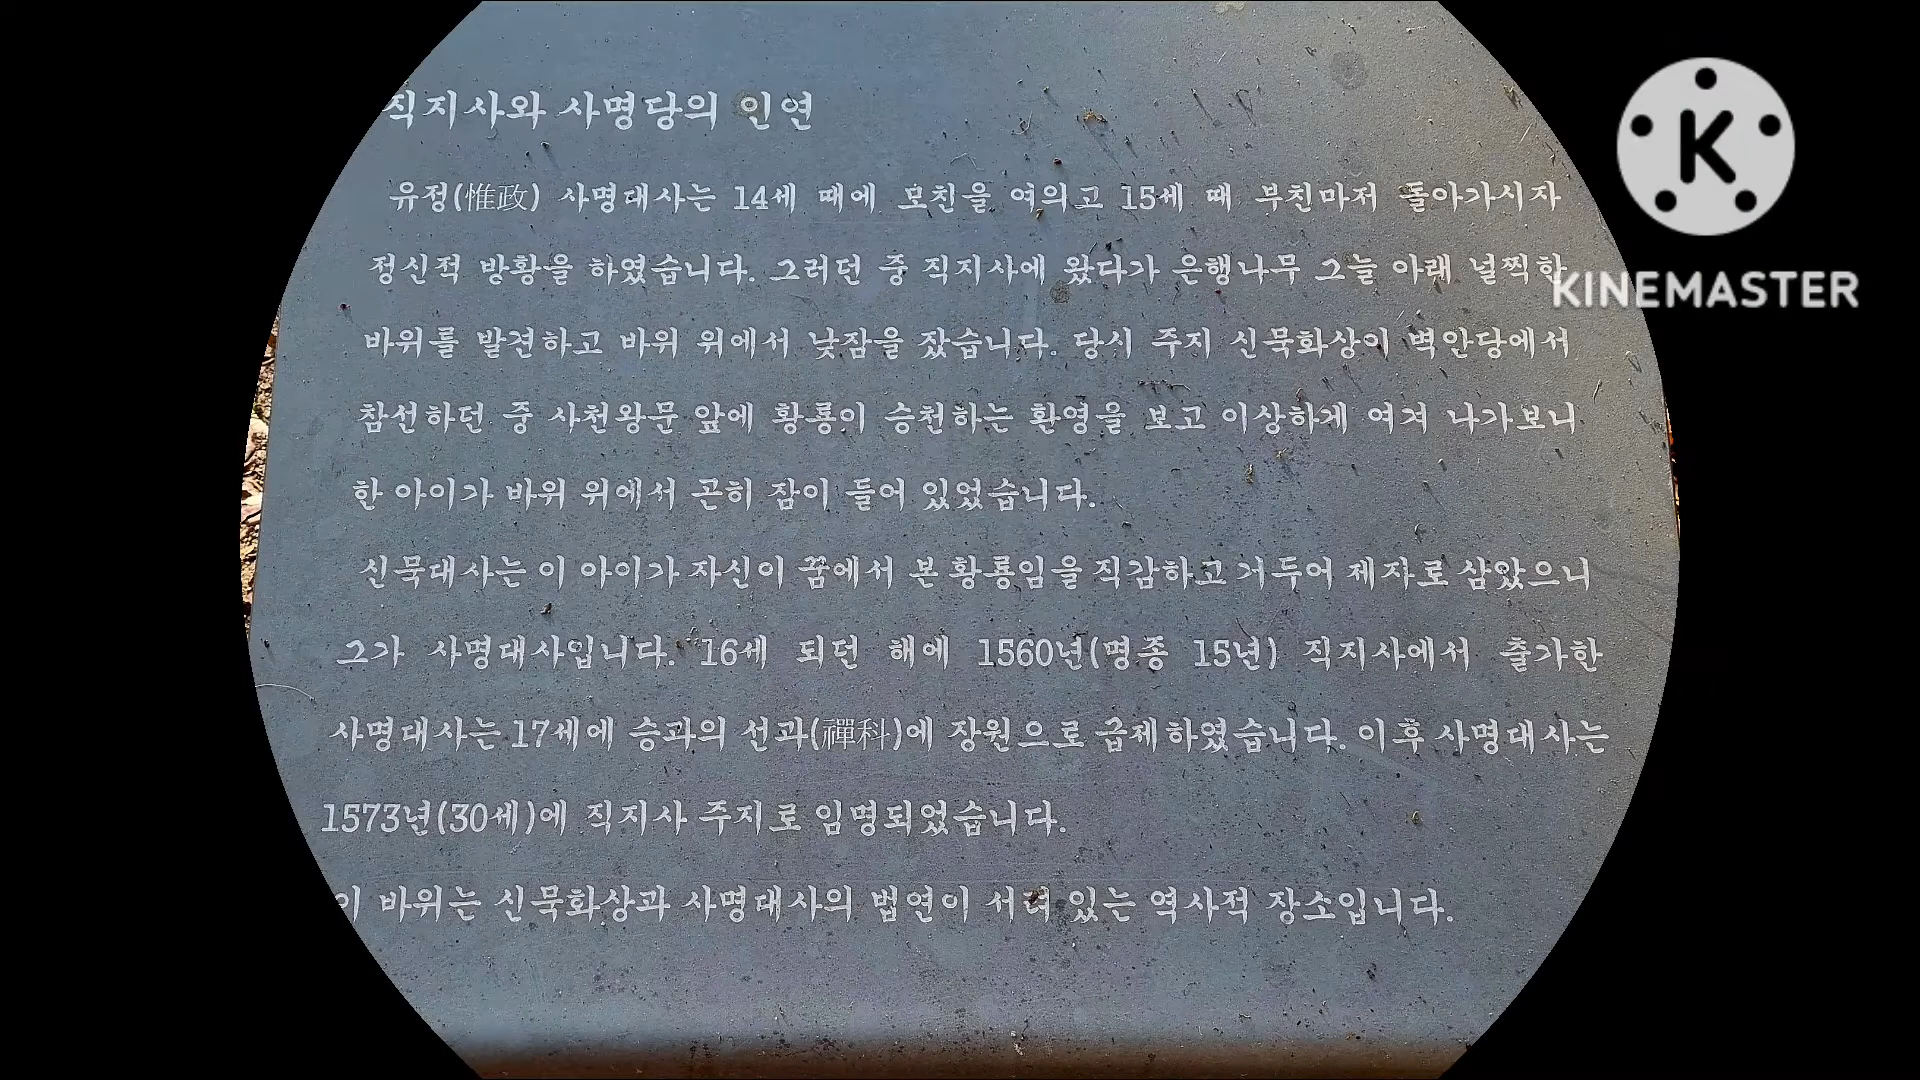 직지사와 사명당의 인연
유정(惟政) 사명대사는 14세 때에 모친을 여의고 15세 때 부친마저 돌아가시자
정신적 방황을 하였습니다. 그러던 중 직지사에 왔다가 은행나무 그늘 아래 널찍한
바위를 발견하고 바위 위에서 낮잠을 잤습니다. 당시 주지 신묵화상이 벽안당에서
참선하던 중 사천왕문 앞에 황룡이 승천하는 환영을 보고 이상하게 여겨 나가보니
한 아이가 바위 위에서 곤히 잠이 들어 있었습니다.
신묵대사는 이 아이가 자신이 꿈에서 본 황룡임을 직감하고 거두어 제자로 삼았으니
그가 사명대사입니다. 16세 되던 해에 1560년(명종 15년) 직지사에서 출가한
사명대사는 17세에 승과의 선과(禪科)에 장원으로 급제하였습니다. 이후 사명대사는
1573년(30세)에 직지사 주지로 임명되었습니다.
이 바위는 신묵화상과 사명대사의 법연이 서려 있는 역사적 장소입니다.
K
KINEMASTER